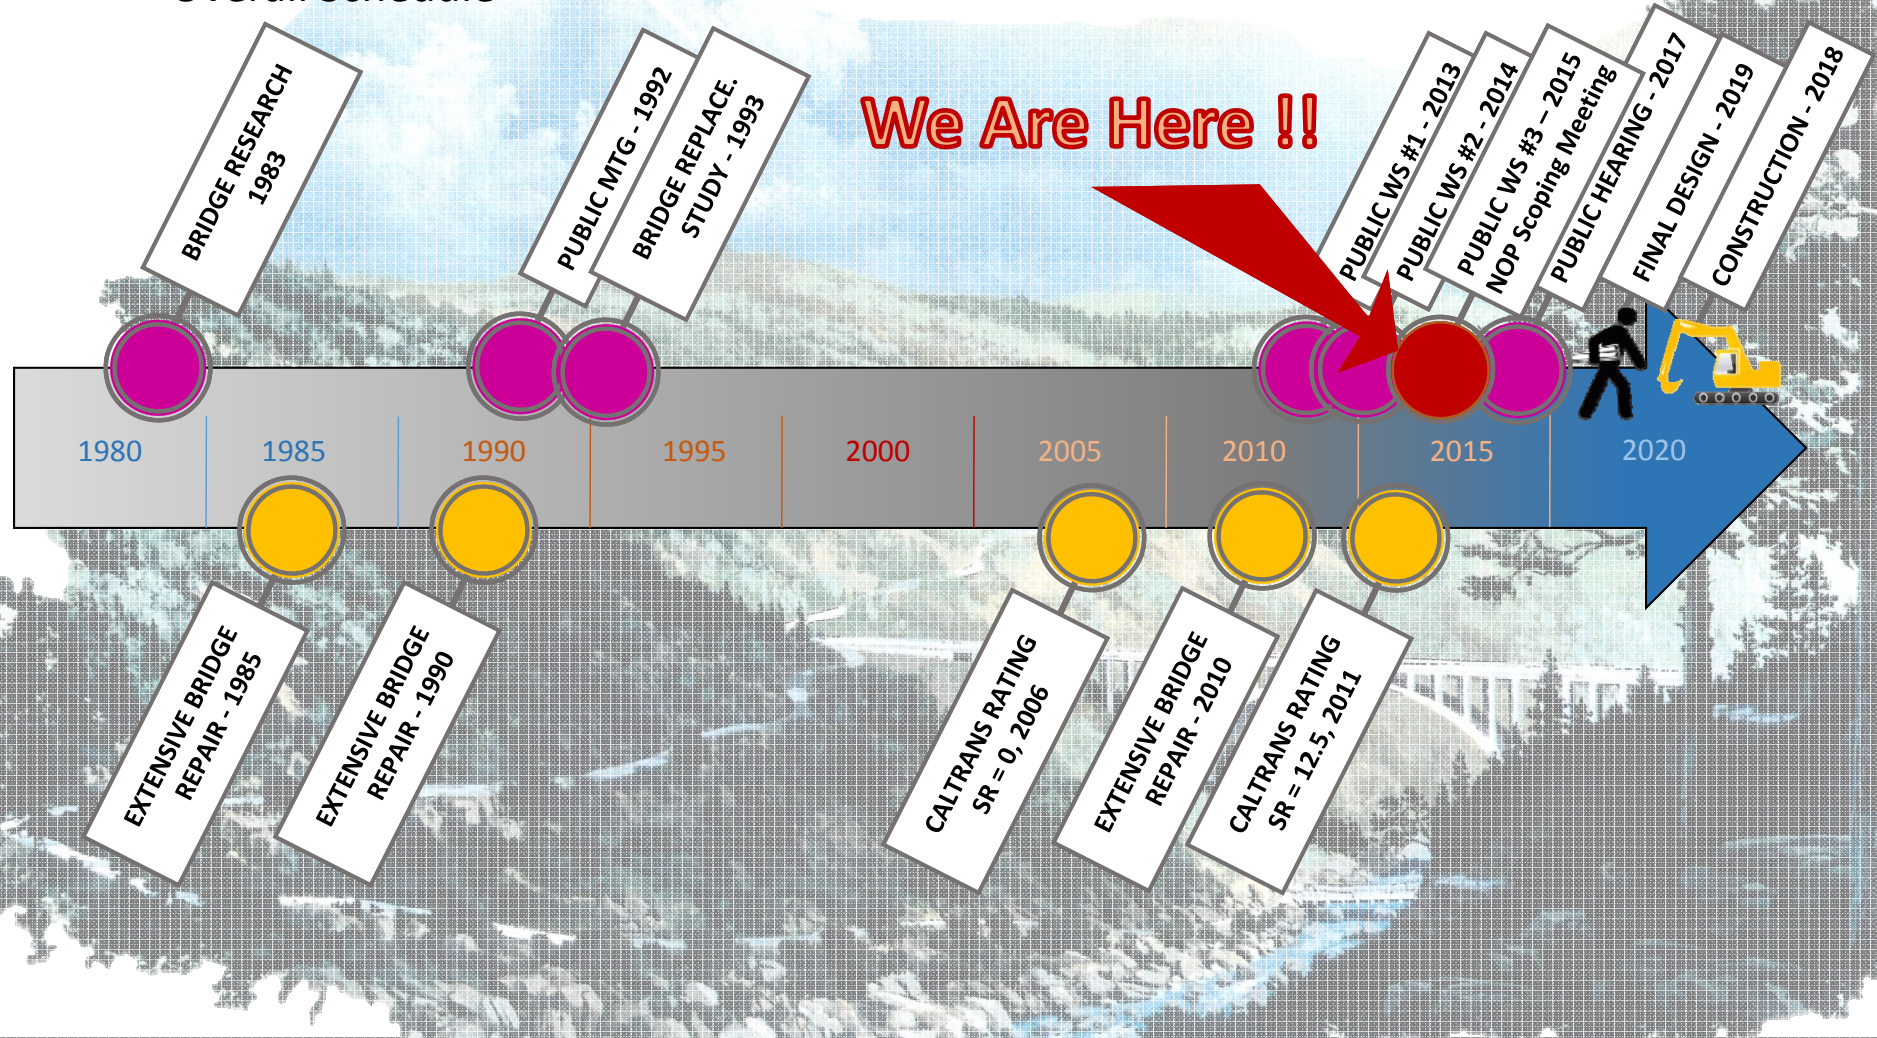 Overall Schedule
BRIDGE RESEARCH
1983
PUBLIC MTG - 1992
BRIDGE REPLACE.
STUDY - 1993
We Are Here !!
PUBLIC WS #1 - 2013
PUBLIC WS #2 - 2014
PUBLIC WS #3 – 2015
NOP Scoping Meeting
PUBLIC HEARING - 2017
FINAL DESIGN - 2019
CONSTRUCTION - 2018
1980
1985
1990
1995
2000
2005
2010
2015
2020
EXTENSIVE BRIDGE
REPAIR - 1985
EXTENSIVE BRIDGE
REPAIR - 1990
CALTRANS RATING
SR = 0, 2006
EXTENSIVE BRIDGE
REPAIR - 2010
CALTRANS RATING
SR = 12.5, 2011